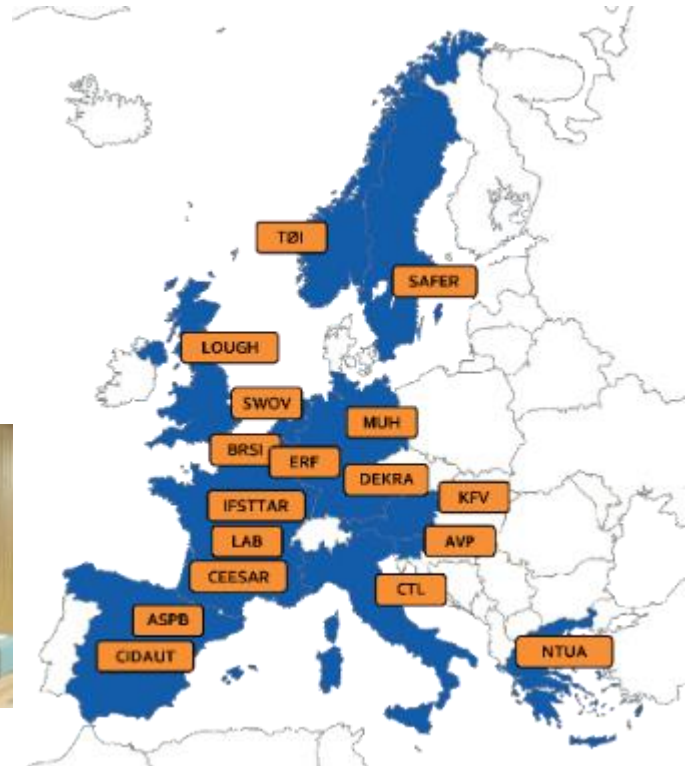 TØI
SAFER
LOUGH
SWOV
MUH
BRSI
ERF
DEKRA
KFV
IFSTTAR
LAB
AVP
CEESAR
CTL
ASPB
CIDAUT
NTUA